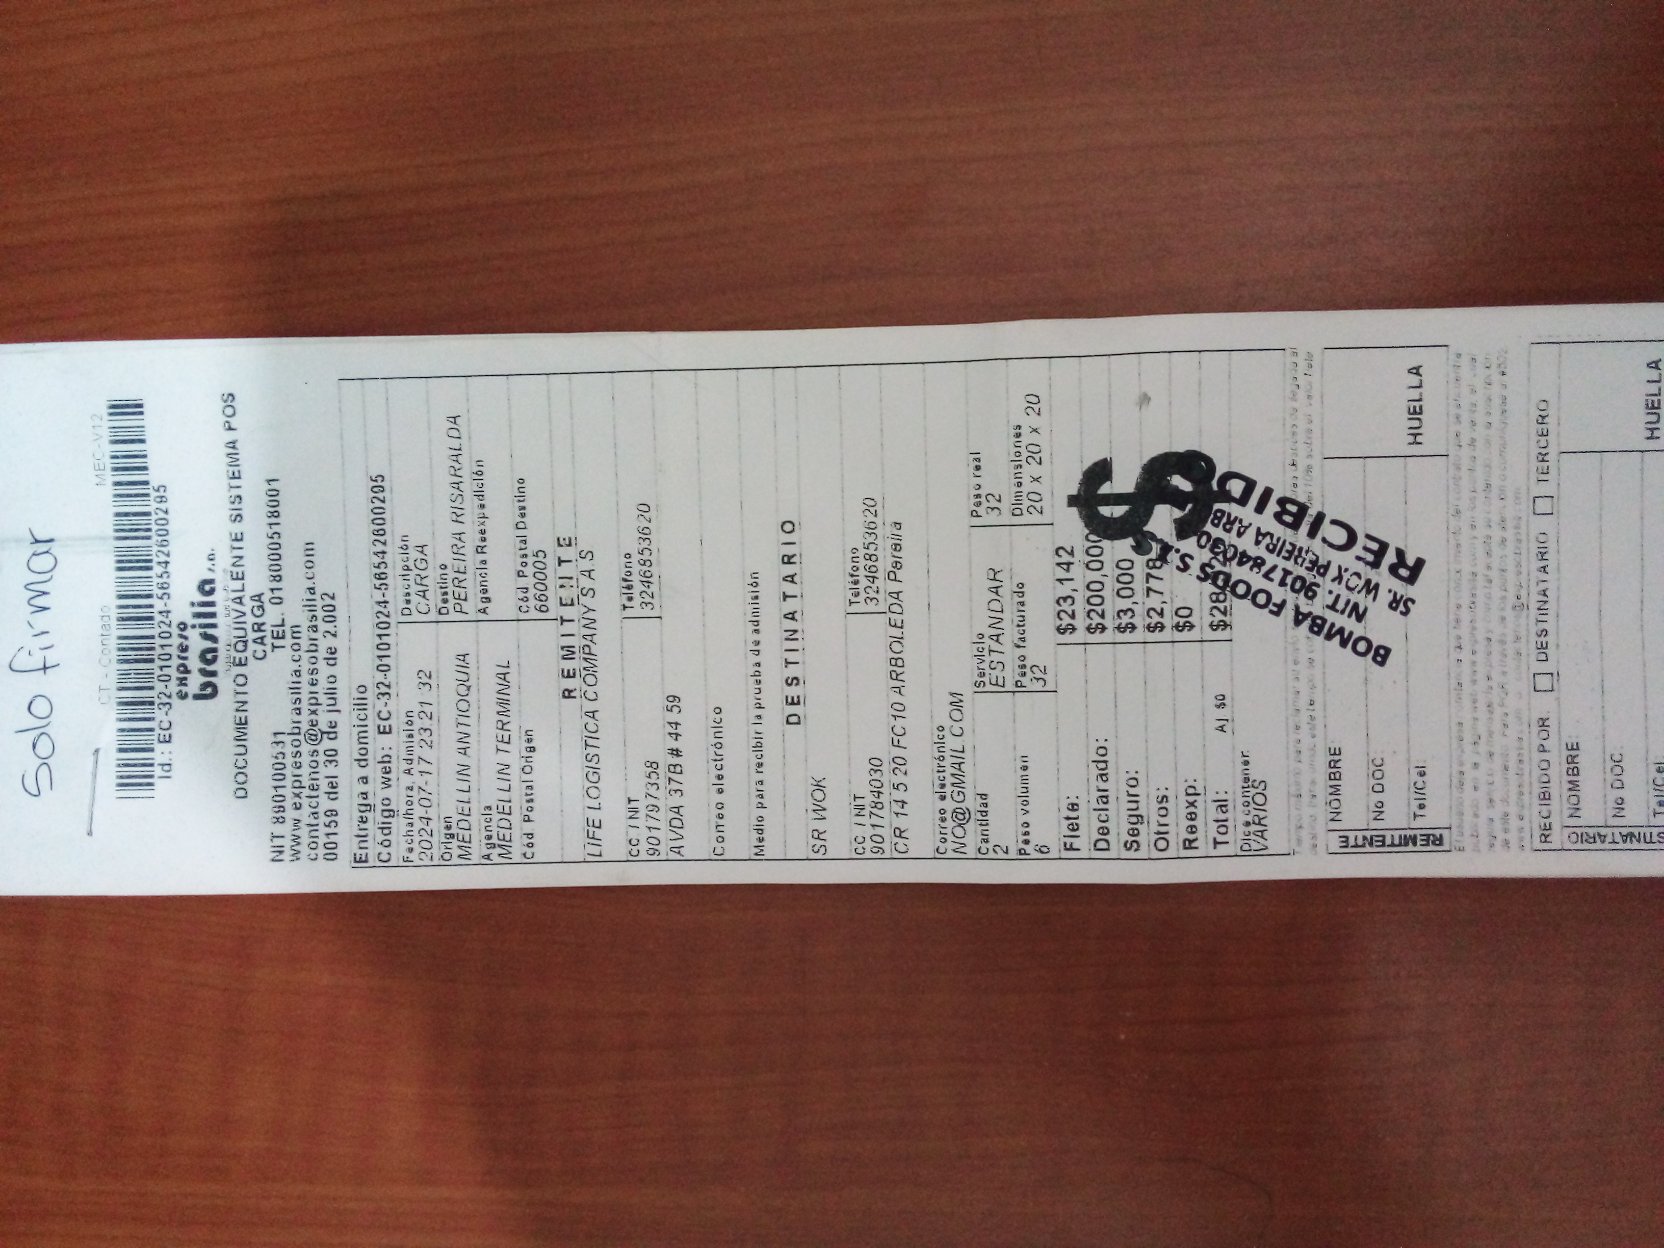 Solo firmar
CT - Contado MEC-V12
Id.: EC-32-0101024-5654260029​5
expreso
brasilia s.a.
DOCUMENTO EQUIVALENTE SISTEMA POS
CARGA
NIT 890100531 TEL. 018000518001
www.expresobrasilia.com
contactenos@expresobrasilia.com
00159 del 30 de julio de 2.002
Entrega a domicilio
Código web: EC-32-0101024-56542600295
Fecha/hora, Admisión Descripción
2024-07-17 23:21 32 CARGA
Origen Destino
MEDELLIN ANTIOQUIA PEREIRA RISARALDA
Agencia Agencia Reexpedición
MEDELLIN TERMINAL
Cód Postal Origen Cód Postal Destino
660005
REMITENTE
LIFE LOGISTICA COMPANY S A S
CC / NIT Teléfono
901797358 3246853620
AVDA 37B # 44 59
Correo electrónico
Medio para recibir la prueba de admisión
DESTINATARIO
SR WOK
CC / NIT Teléfono
901784030 3246853620
CR 14 5 20 FC10 ARBOLEDA Pereira
Correo electrónico
NO@GMAIL COM
Cantidad Servicio Peso real
2 ESTANDAR 32
Peso volumen Peso facturado Dimensiones
6 32 20 x 20 x 20
Flete: $23,142
Declarado: $200,000
Seguro: $3,000
Otros: $2,778
Reexp: $0
Total: Aj $0
Dice contener
VARIOS
BOMBA FOODS S.
NIT. 901784030
SR. WOK PEREIRA ARB
RECIBID
REMITENTE
NOMBRE:
No DOC:
Tel/Cel HUELLA
RECIBIDO POR: DESTINATARIO TERCERO
NOMBRE:
No DOC
Tel/Cel HUELLA